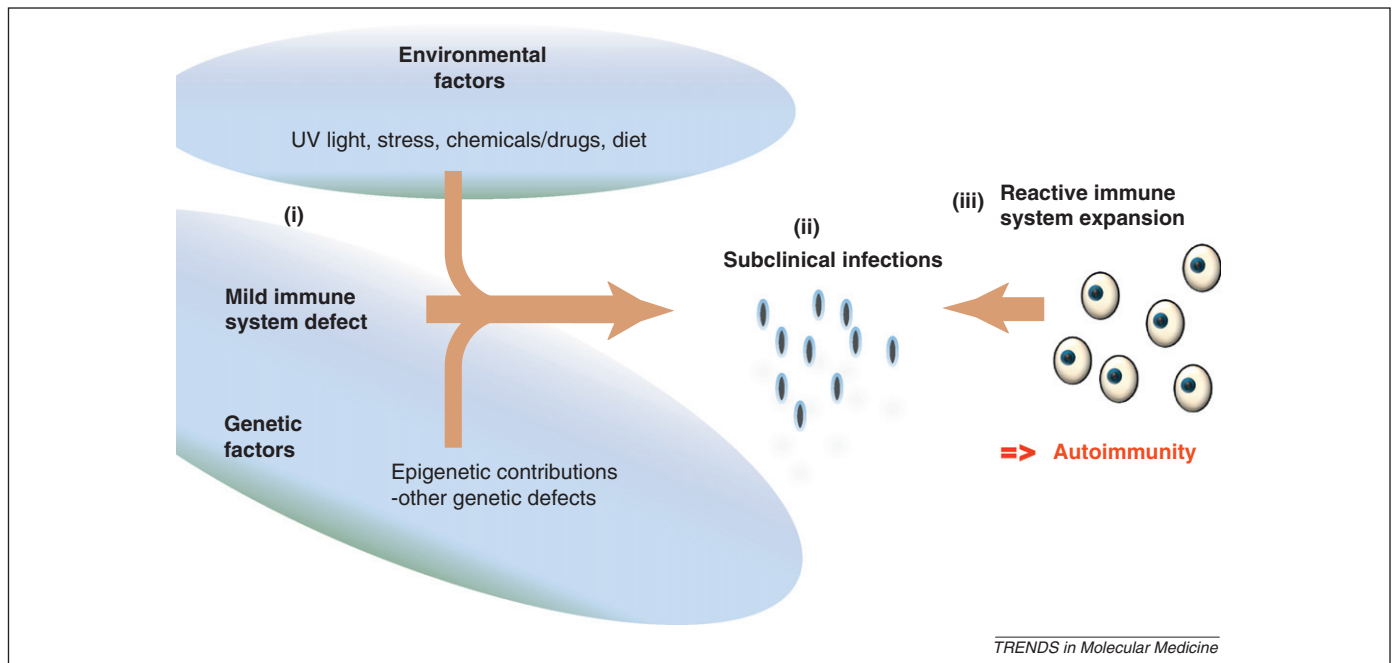 Environmental
factors
UV light, stress, chemicals/drugs, diet
(i)
Mild immune
system defect
Genetic
factors
Epigenetic contributions
-other genetic defects
(ii)
Subclinical infections
(iii) Reactive immune
system expansion
=> Autoimmunity
TRENDS in Molecular Medicine